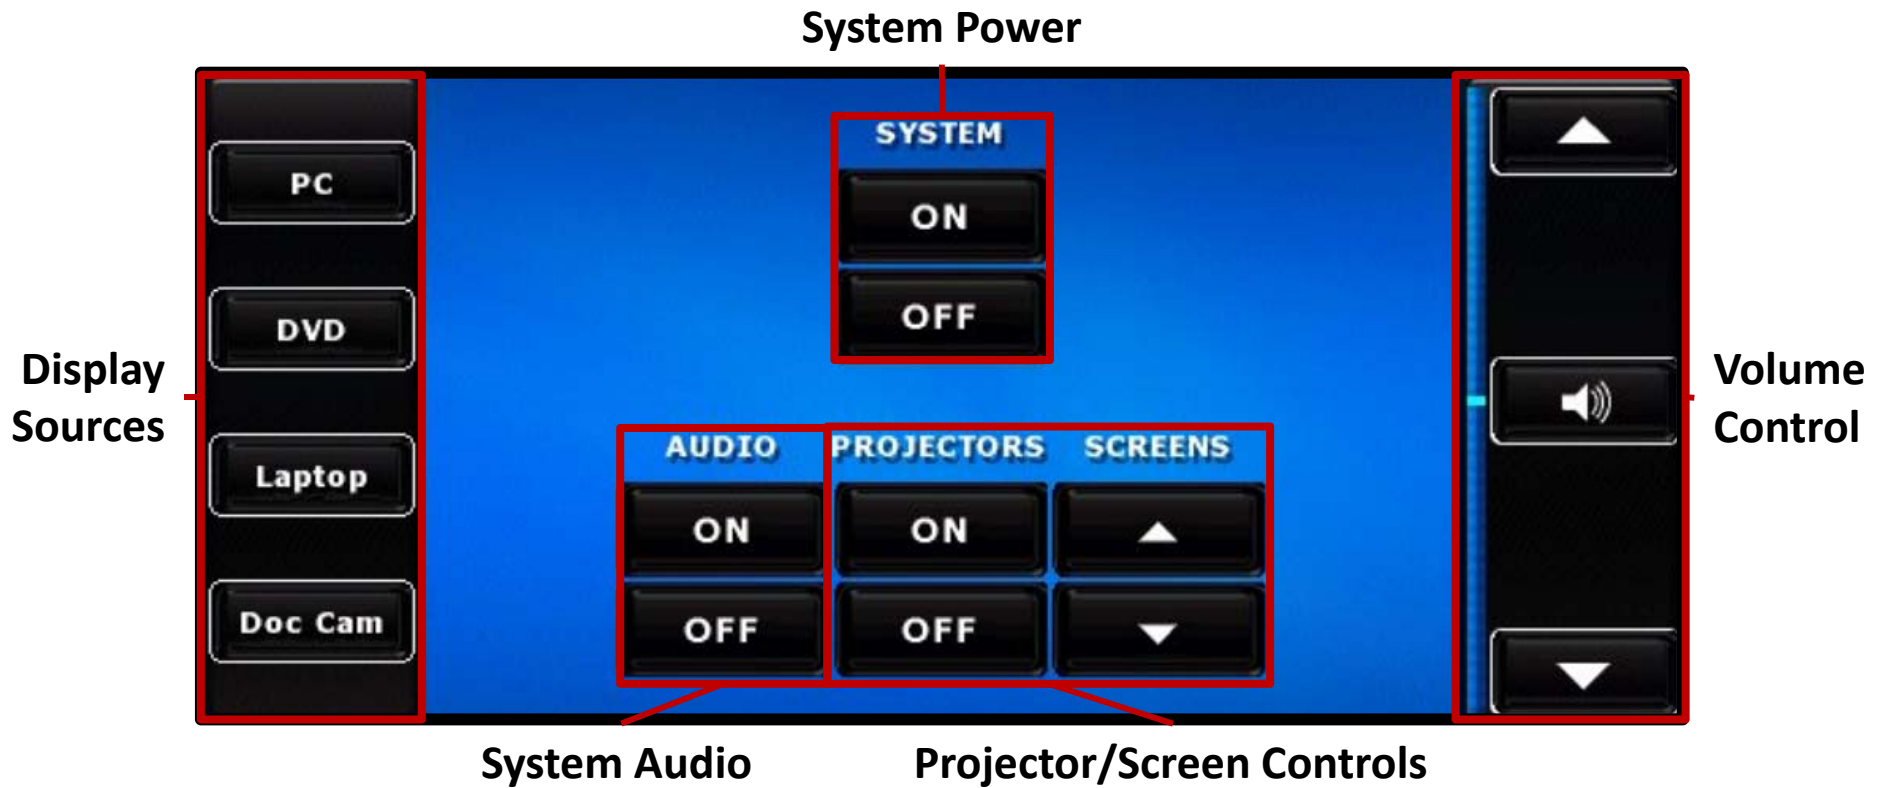 System Power
SYSTEM
ON
OFF
PC
DVD
Laptop
Doc Cam
Display
Sources
AUDIO
ON
OFF
PROJECTORS
ON
OFF
SCREENS
Volume
Control
System Audio
Projector/Screen Controls